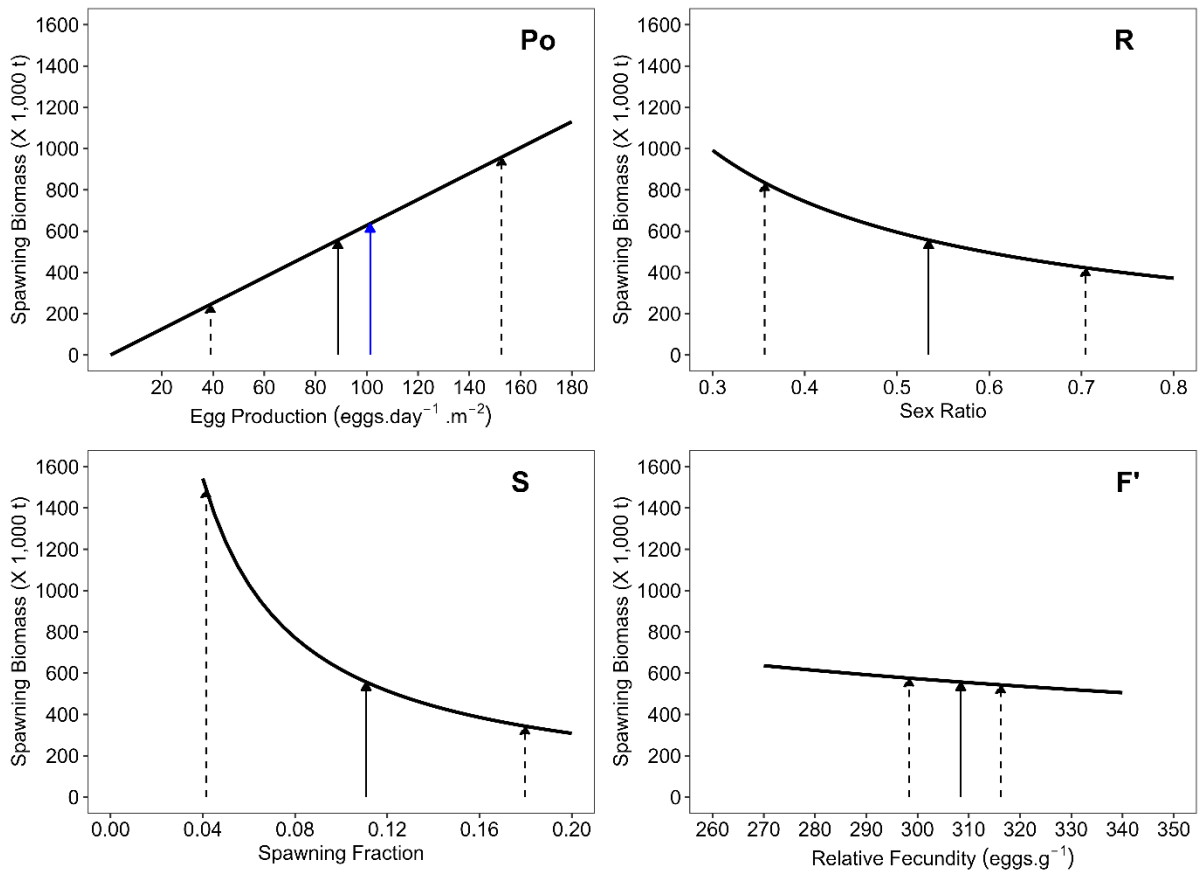 Po
Spawning Biomass (X 1,000 t)
1600
1400
1200
1000
800
600
400
200
0
20 40 60 80 100 120 140 160 180
Egg Production (eggs.day⁻¹ .m⁻²)
R
Spawning Biomass (X 1,000 t)
1600
1400
1200
1000
800
600
400
200
0
0.3 0.4 0.5 0.6 0.7 0.8
Sex Ratio
S
Spawning Biomass (X 1,000 t)
1600
1400
1200
1000
800
600
400
200
0
0.00 0.04 0.08 0.12 0.16 0.20
Spawning Fraction
F'
Spawning Biomass (X 1,000 t)
1600
1400
1200
1000
800
600
400
200
0
260 270 280 290 300 310 320 330 340 350
Relative Fecundity (eggs.g⁻¹)